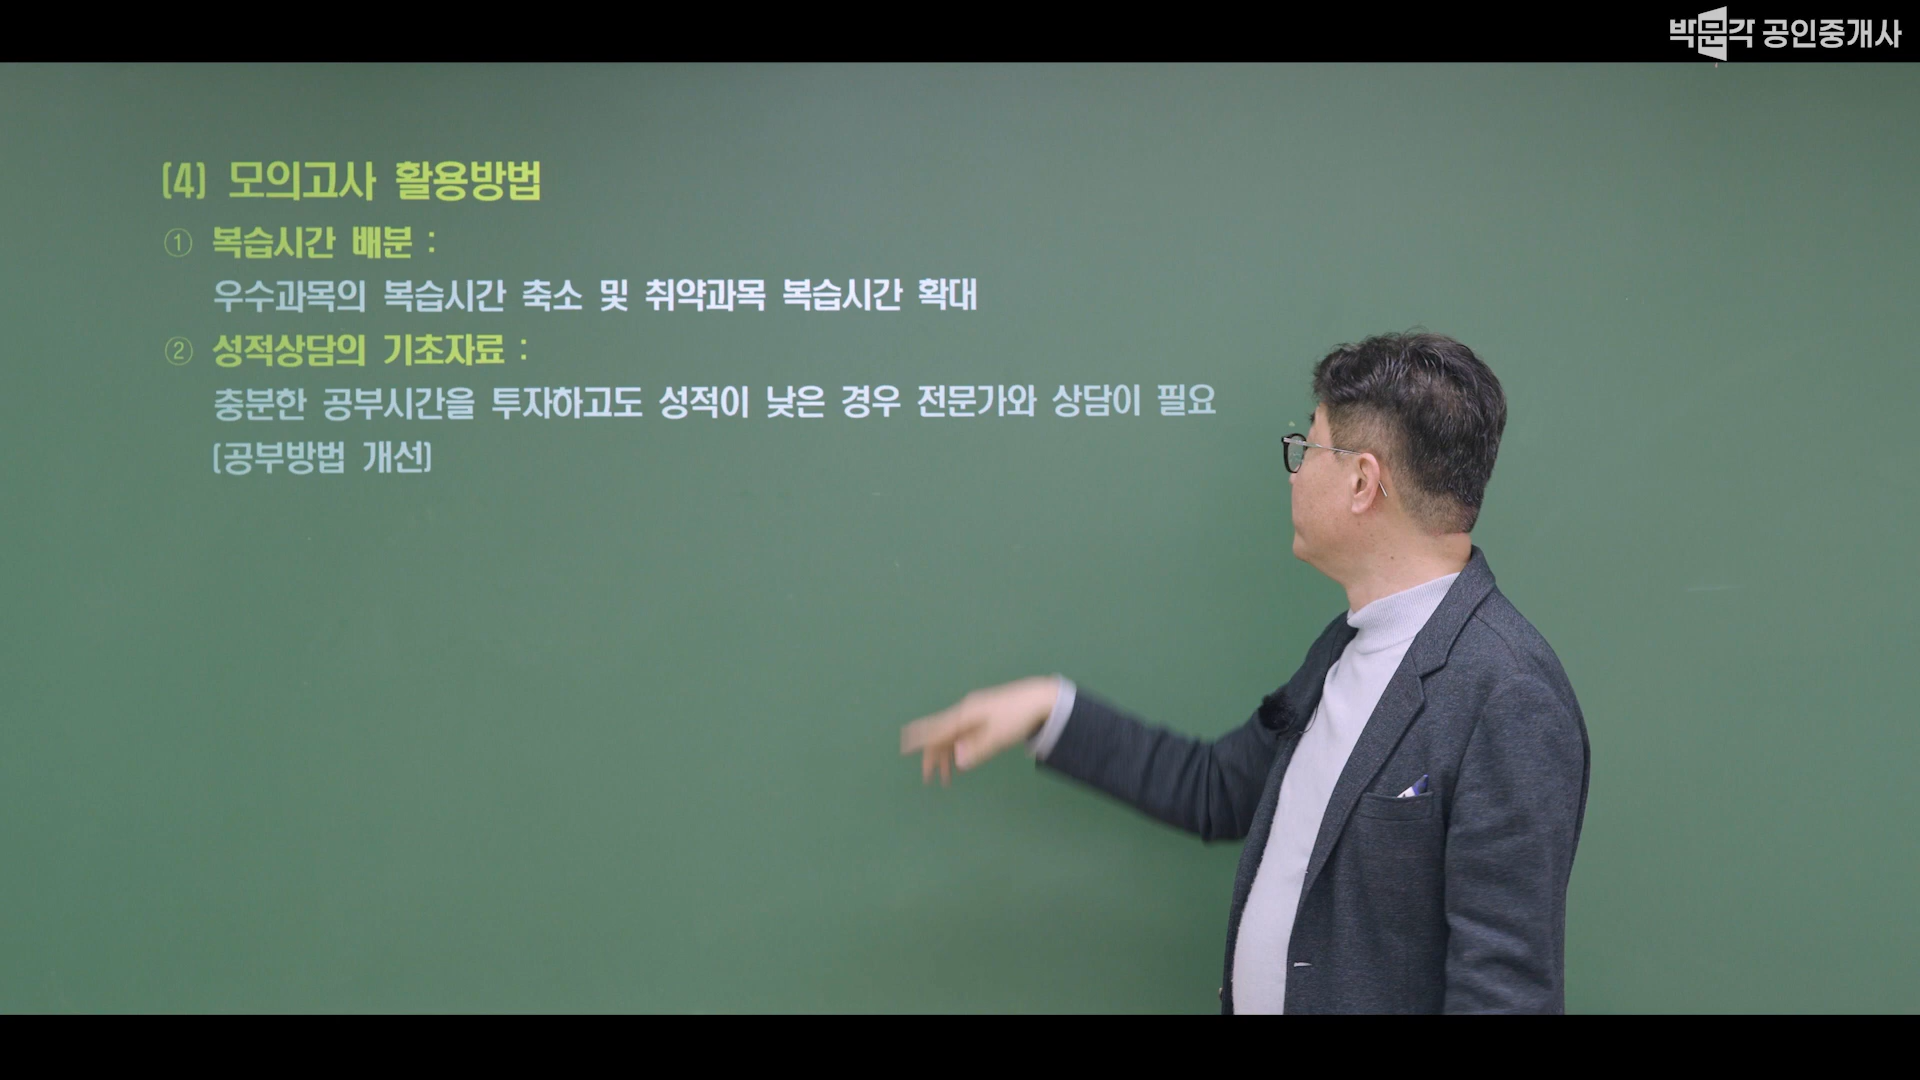 박문각 공인중개사
(4) 모의고사 활용방법
① 복습시간 배분 :
우수과목의 복습시간 축소 및 취약과목 복습시간 확대
② 성적상담의 기초자료 :
충분한 공부시간을 투자하고도 성적이 낮은 경우 전문가와 상담이 필요
(공부방법 개선)